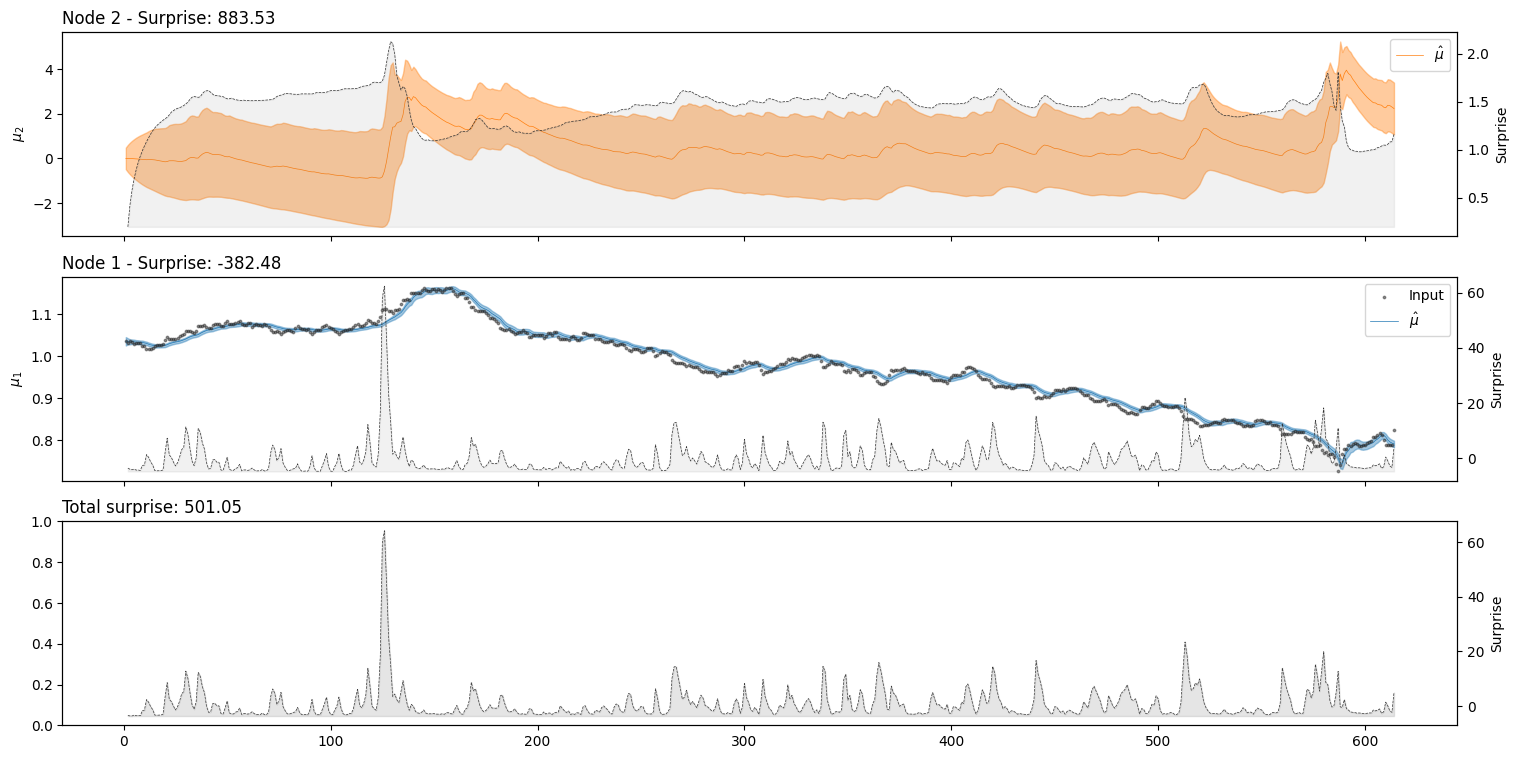 Node 2 - Surprise: 883.53
μ̂
4
2
0
−2
μ₂
2.0
1.5
1.0
0.5
Surprise
Node 1 - Surprise: -382.48
Input
μ̂
1.1
1.0
0.9
0.8
μ₁
60
40
20
0
Surprise
Total surprise: 501.05
1.0
0.8
0.6
0.4
0.2
0.0
60
40
20
0
Surprise
0 100 200 300 400 500 600